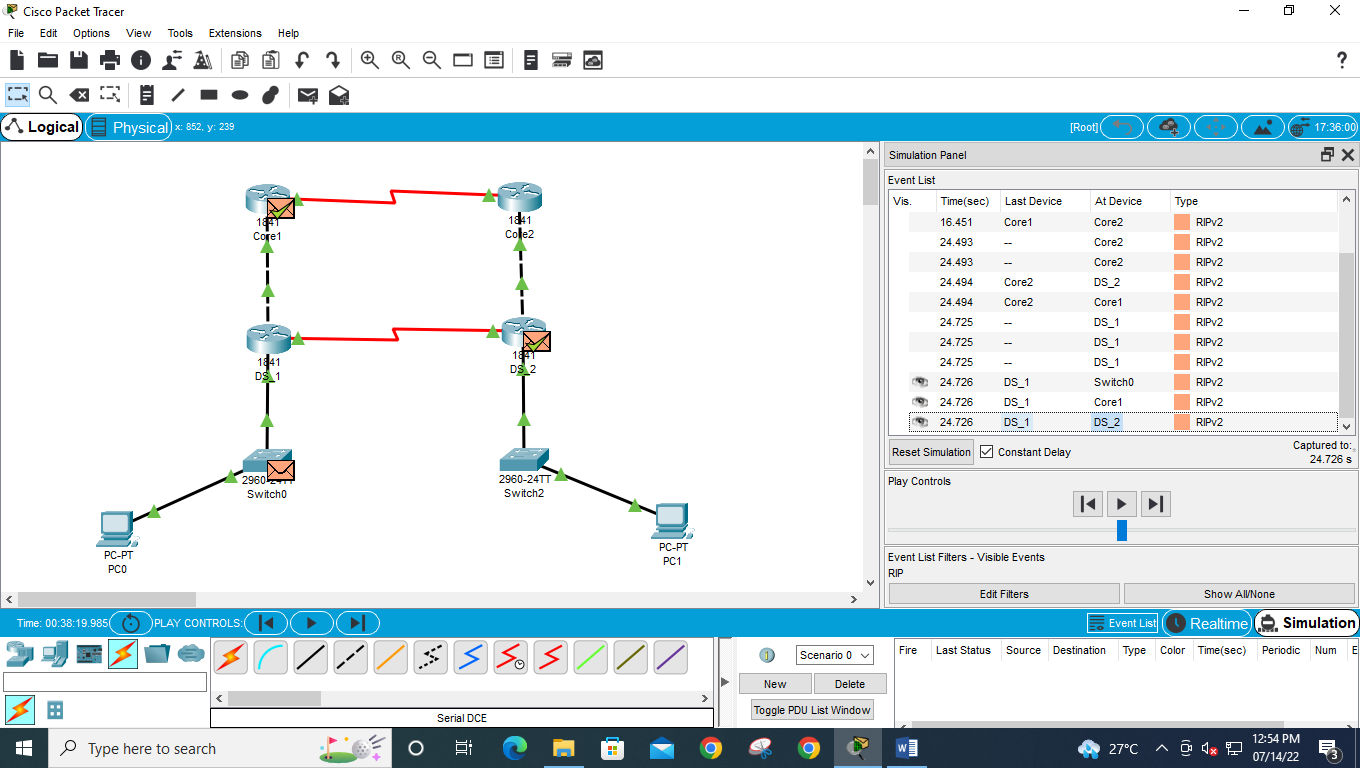 Cisco Packet Tracer
File Edit Options View Tools Extensions Help
Logical Physical x: 852, y: 239 [Root] 17:36:00
1841
Core1
1841
Core2
1841
DS_1
1841
DS_2
2960-24TT
Switch0
2960-24TT
Switch2
PC-PT
PC0
PC-PT
PC1
Simulation Panel
Event List
Vis. Time(sec) Last Device At Device Type
16.451 Core1 Core2 RIPv2
24.493 -- Core2 RIPv2
24.493 -- Core2 RIPv2
24.494 Core2 DS_2 RIPv2
24.494 Core2 Core1 RIPv2
24.725 -- DS_1 RIPv2
24.725 -- DS_1 RIPv2
24.725 -- DS_1 RIPv2
24.726 DS_1 Switch0 RIPv2
24.726 DS_1 Core1 RIPv2
24.726 DS_1 DS_2 RIPv2
Reset Simulation Constant Delay Captured to:
24.726 s
Play Controls
Event List Filters - Visible Events
RIP
Edit Filters Show All/None
Time: 00:38:19.985 PLAY CONTROLS: Event List Realtime Simulation
Serial DCE
Scenario 0
New Delete
Toggle PDU List Window
Fire Last Status Source Destination Type Color Time(sec) Periodic Num E
Type here to search
27°C
12:54 PM
07/14/22
3